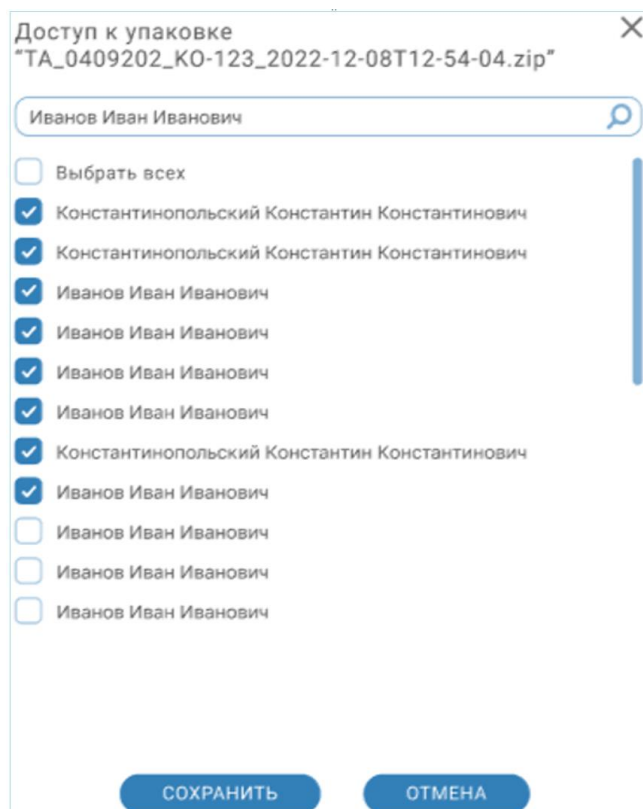 Доступ к упаковке
"TA_0409202_KO-123_2022-12-08T12-54-04.zip"
Иванов Иван Иванович
Выбрать всех
Константинопольский Константин Константинович
Константинопольский Константин Константинович
Иванов Иван Иванович
Иванов Иван Иванович
Иванов Иван Иванович
Иванов Иван Иванович
Константинопольский Константин Константинович
Иванов Иван Иванович
Иванов Иван Иванович
Иванов Иван Иванович
Иванов Иван Иванович
СОХРАНИТЬ
ОТМЕНА